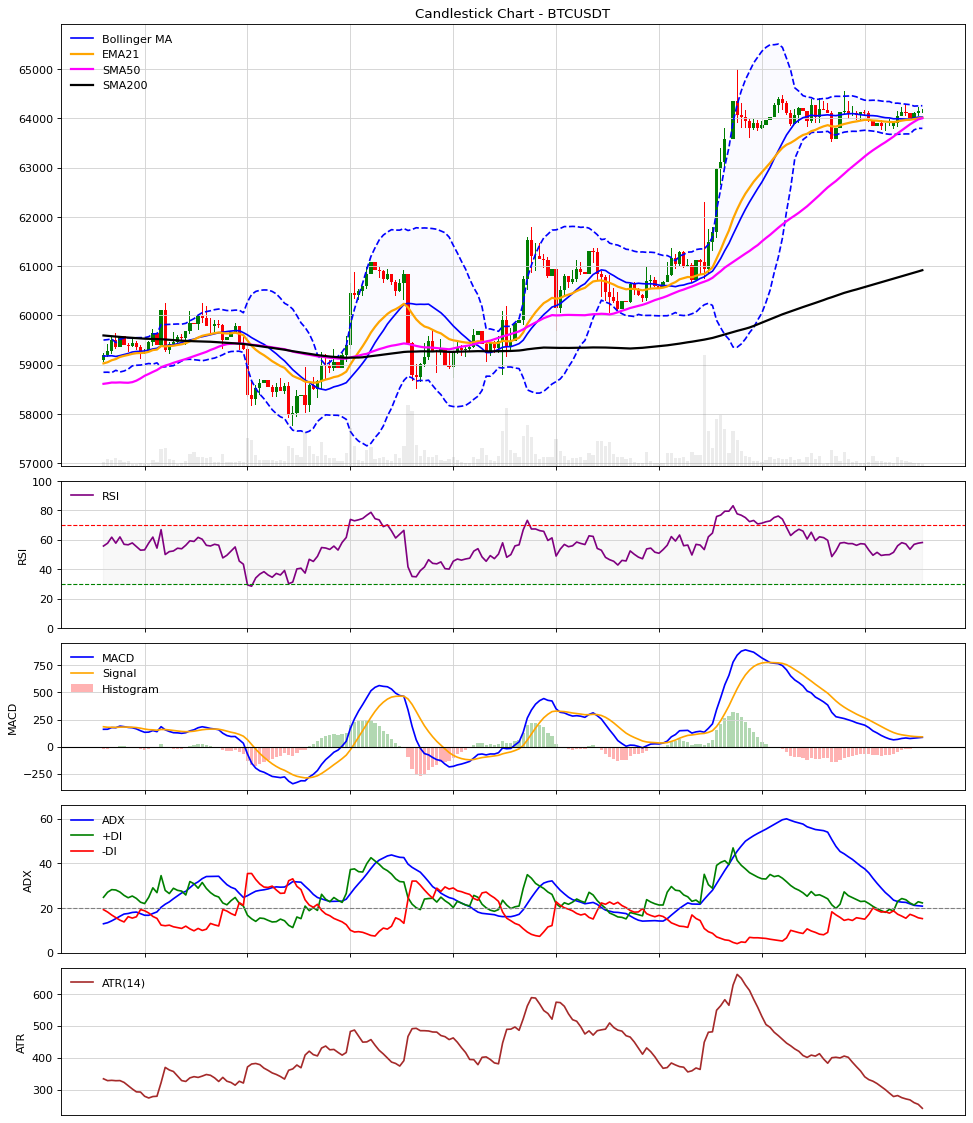 Candlestick Chart - BTCUSDT
Bollinger MA
EMA21
SMA50
SMA200
65000
64000
63000
62000
61000
60000
59000
58000
57000
100
80
60
40
20
0
RSI
RSI
750
500
250
0
−250
MACD
Signal
Histogram
MACD
60
40
20
0
ADX
+DI
-DI
ADX
600
500
400
300
ATR(14)
ATR